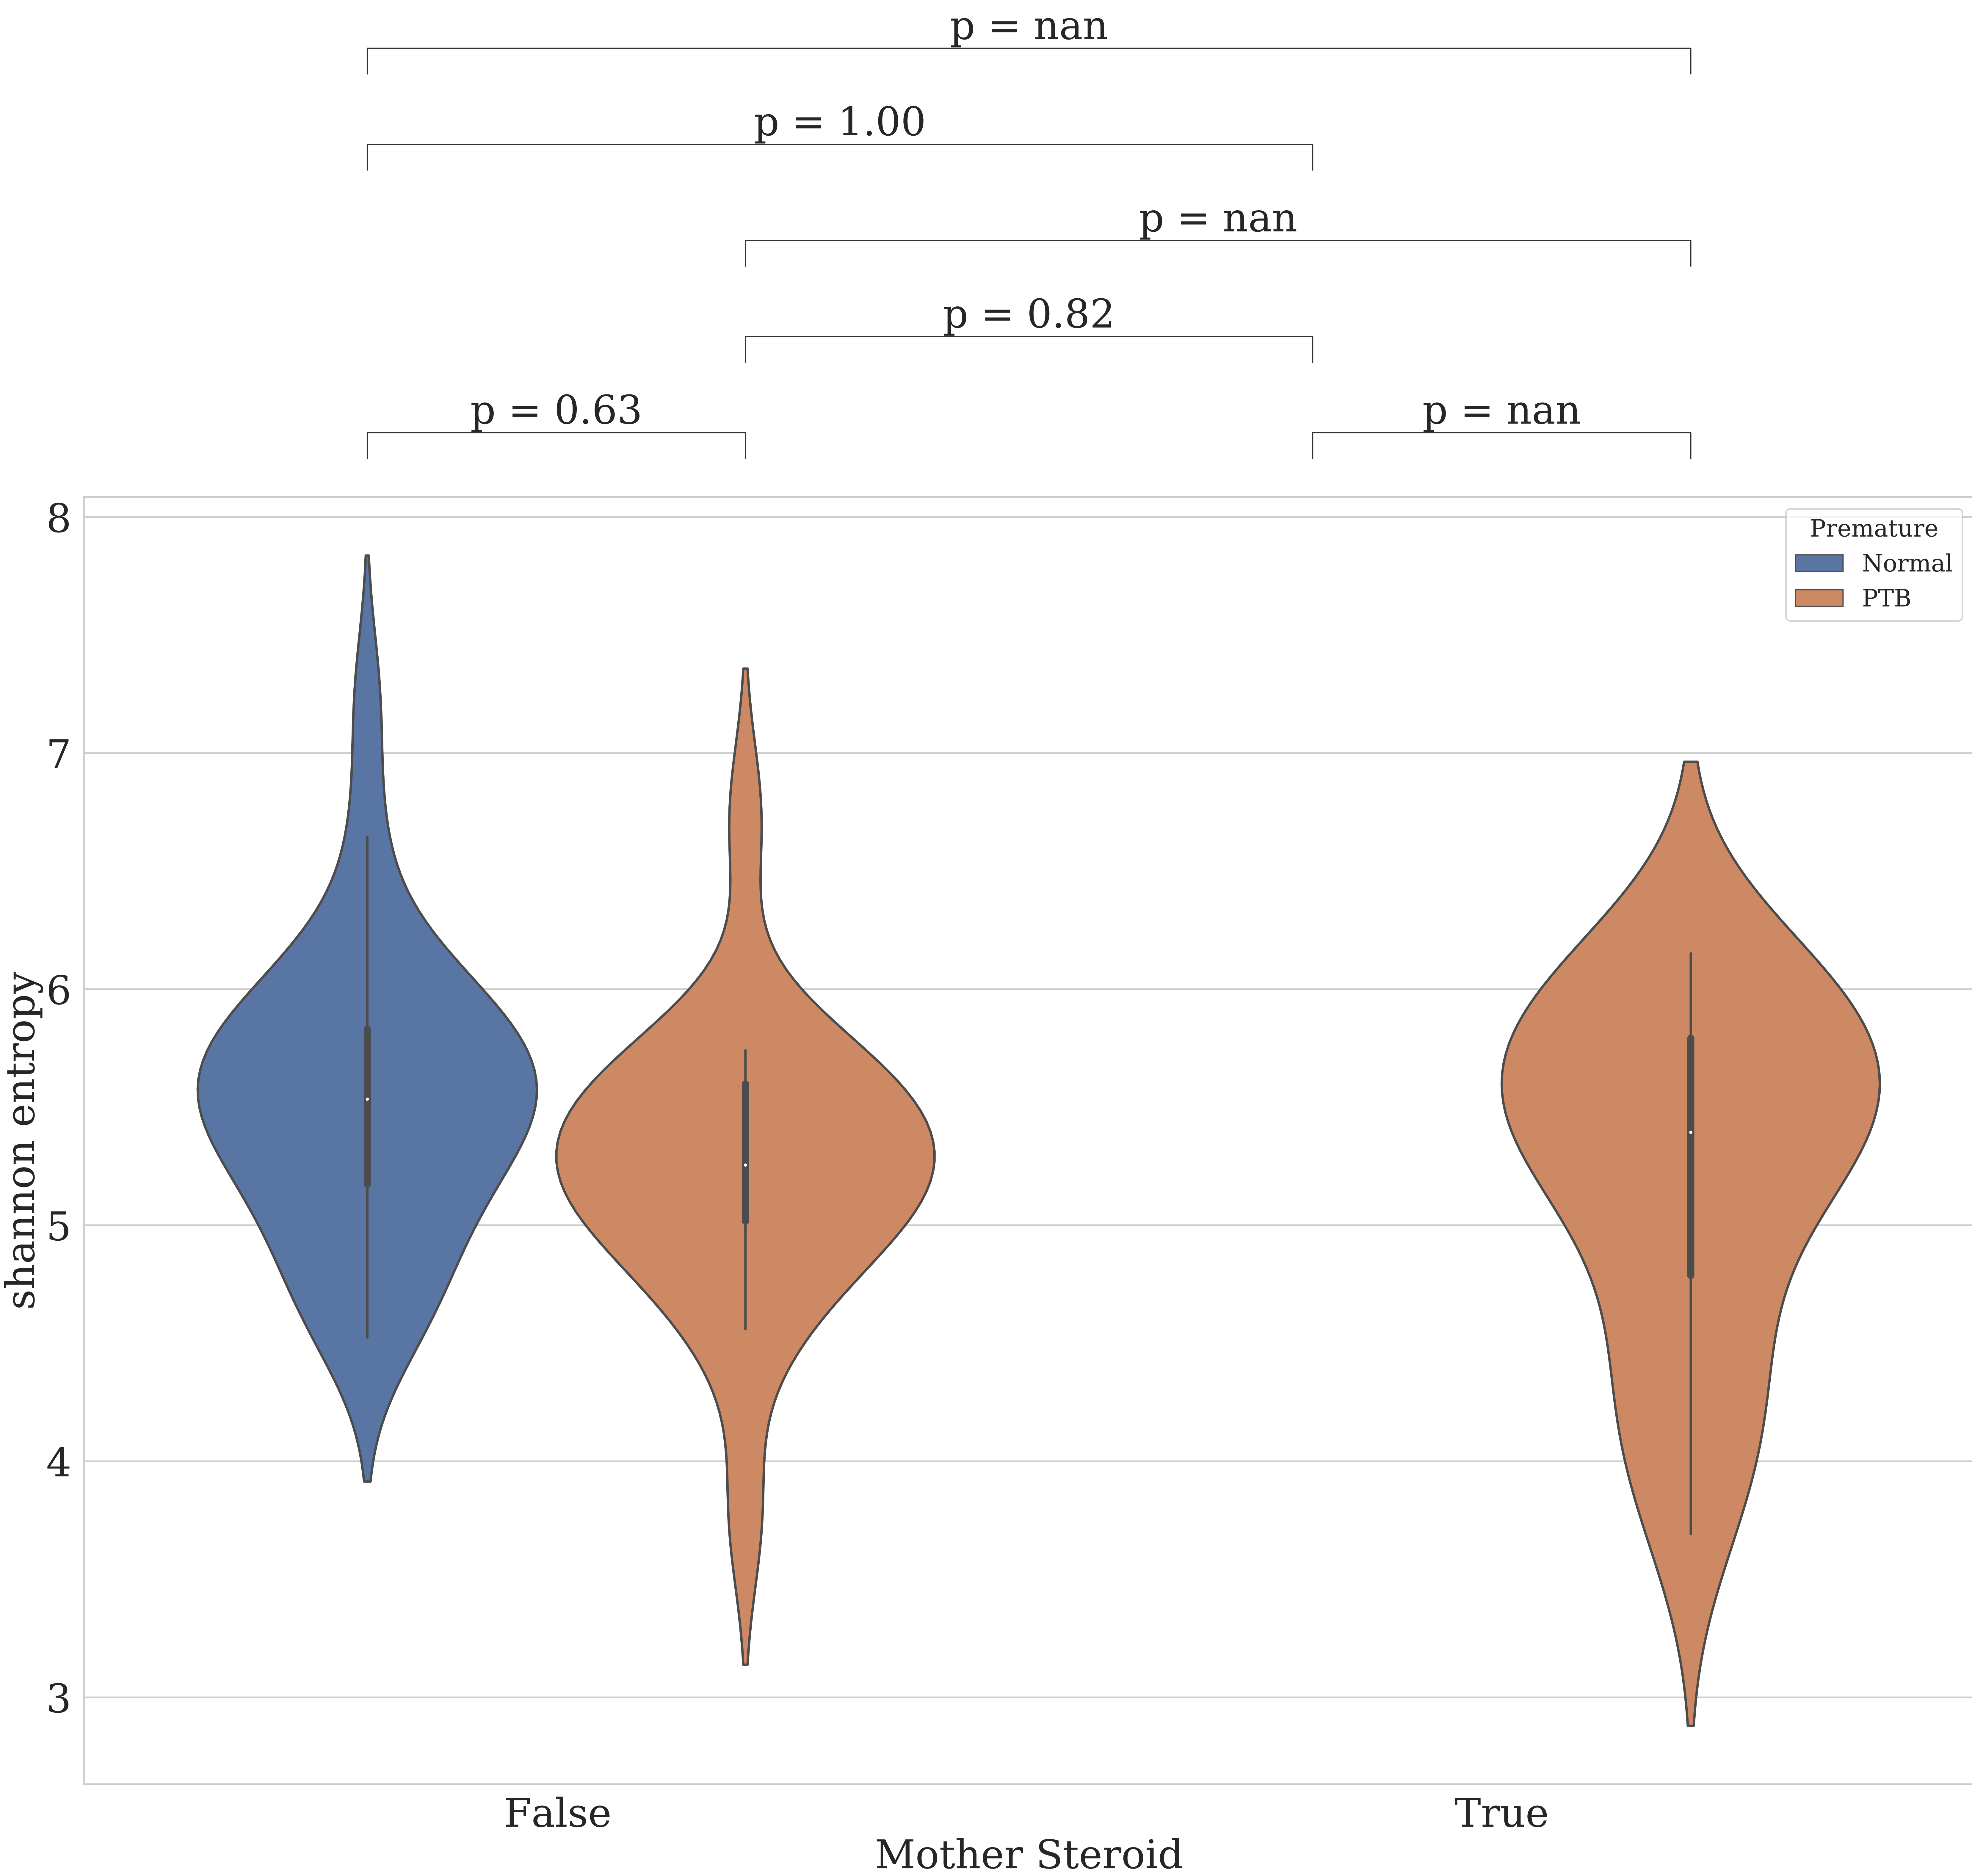 p = nan
p = 1.00
p = nan
p = 0.82
p = 0.63
p = nan
8
7
6
5
4
3
shannon entropy
Premature
Normal
PTB
False
True
Mother Steroid